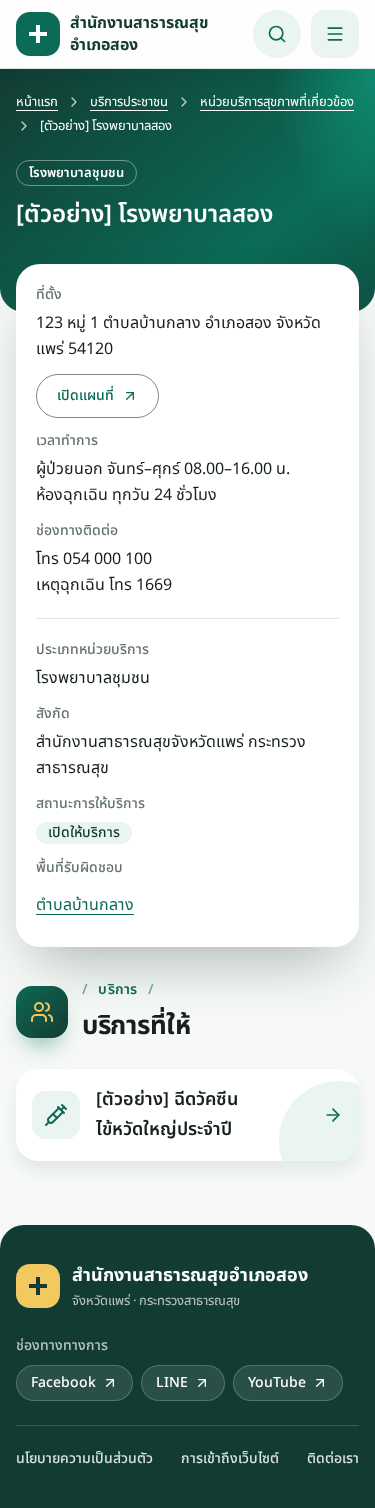 สำนักงานสาธารณสุข
อำเภอสอง
หน้าแรก > บริการประชาชน > หน่วยบริการสุขภาพที่เกี่ยวข้อง
> [ตัวอย่าง] โรงพยาบาลสอง
โรงพยาบาลชุมชน
[ตัวอย่าง] โรงพยาบาลสอง
ที่ตั้ง
123 หมู่ 1 ตำบลบ้านกลาง อำเภอสอง จังหวัด
แพร่ 54120
เปิดแผนที่
เวลาทำการ
ผู้ป่วยนอก จันทร์–ศุกร์ 08.00–16.00 น.
ห้องฉุกเฉิน ทุกวัน 24 ชั่วโมง
ช่องทางติดต่อ
โทร 054 000 100
เหตุฉุกเฉิน โทร 1669
ประเภทหน่วยบริการ
โรงพยาบาลชุมชน
สังกัด
สำนักงานสาธารณสุขจังหวัดแพร่ กระทรวง
สาธารณสุข
สถานะการให้บริการ
เปิดให้บริการ
พื้นที่รับผิดชอบ
ตำบลบ้านกลาง
/ บริการ /
บริการที่ให้
[ตัวอย่าง] ฉีดวัคซีน
ไข้หวัดใหญ่ประจำปี
สำนักงานสาธารณสุขอำเภอสอง
จังหวัดแพร่ · กระทรวงสาธารณสุข
ช่องทางทางการ
Facebook LINE YouTube
นโยบายความเป็นส่วนตัว การเข้าถึงเว็บไซต์ ติดต่อเรา